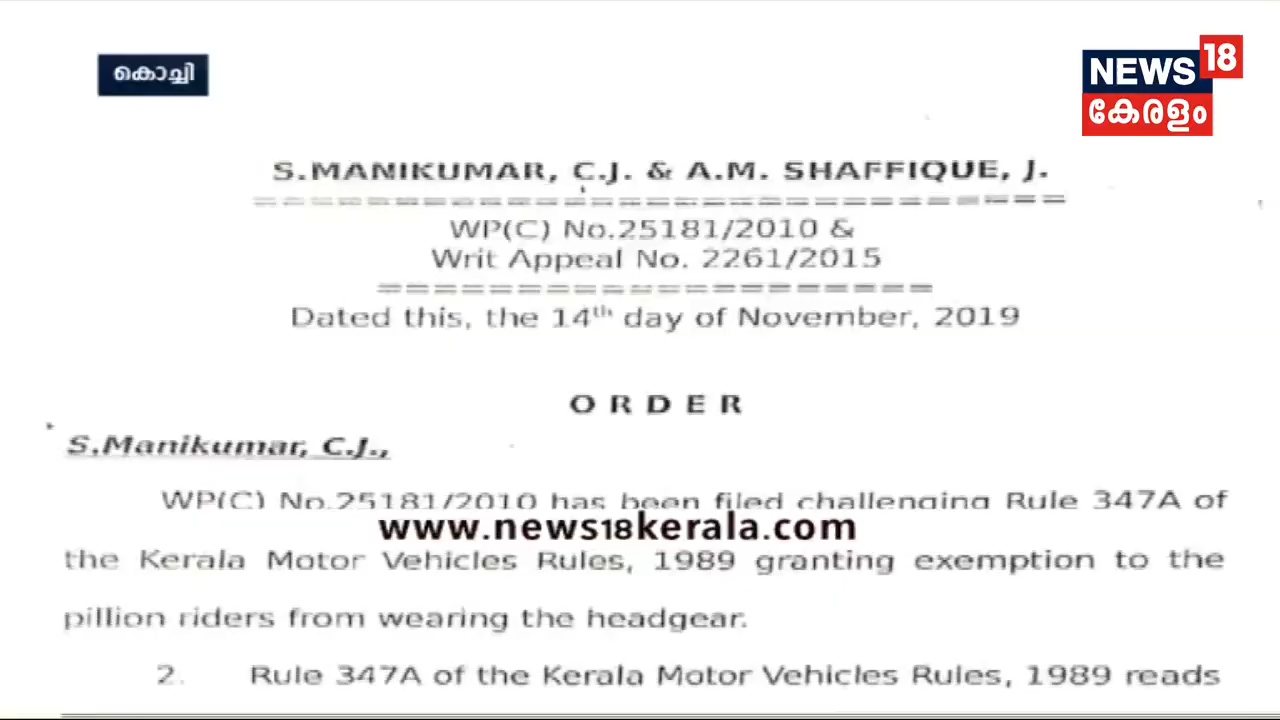 കൊച്ചി
NEWS 18
കേരളം
S.MANIKUMAR, C.J. & A.M. SHAFFIQUE, J.
=============================
WP(C) No.25181/2010 &
Writ Appeal No. 2261/2015
====================
Dated this, the 14th day of November, 2019
O R D E R
S.Manikumar, C.J.,
WP(C) No.25181/2010 has been filed challenging Rule 347A of
www.news18kerala.com
the Kerala Motor Vehicles Rules, 1989 granting exemption to the
pillion riders from wearing the headgear.
2. Rule 347A of the Kerala Motor Vehicles Rules, 1989 reads